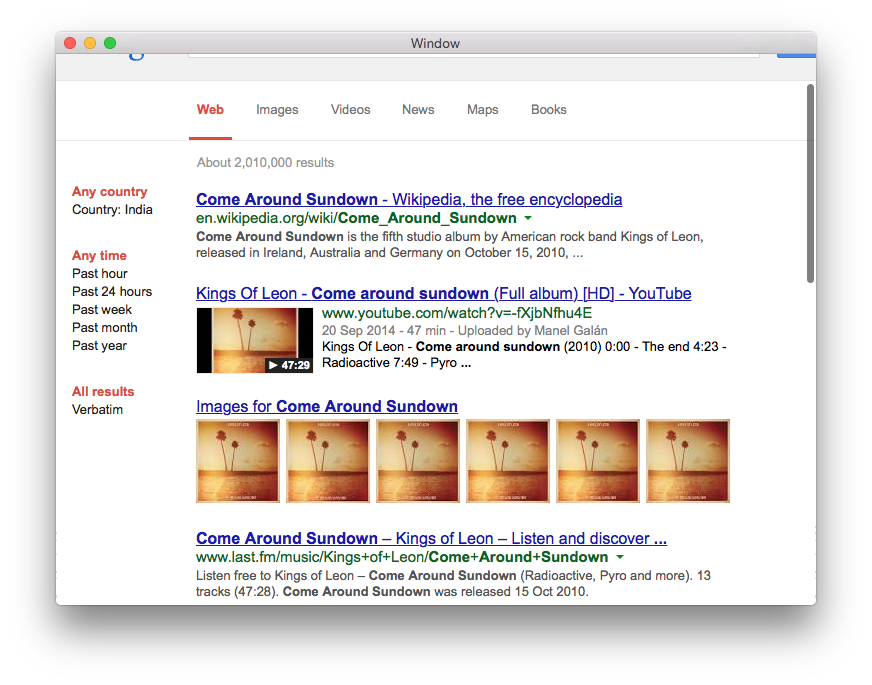 Window
Web Images Videos News Maps Books
About 2,010,000 results
Any country
Country: India
Any time
Past hour
Past 24 hours
Past week
Past month
Past year
All results
Verbatim
Come Around Sundown - Wikipedia, the free encyclopedia
en.wikipedia.org/wiki/Come_Around_Sundown
Come Around Sundown is the fifth studio album by American rock band Kings of Leon,
released in Ireland, Australia and Germany on October 15, 2010, ...
Kings Of Leon - Come around sundown (Full album) [HD] - YouTube
47:29
www.youtube.com/watch?v=-fXjbNfhu4E
20 Sep 2014 - 47 min - Uploaded by Manel Galán
Kings Of Leon - Come around sundown (2010) 0:00 - The end 4:23 -
Radioactive 7:49 - Pyro ...
Images for Come Around Sundown
Come Around Sundown – Kings of Leon – Listen and discover ...
www.last.fm/music/Kings+of+Leon/Come+Around+Sundown
Listen free to Kings of Leon – Come Around Sundown (Radioactive, Pyro and more). 13
tracks (47:28). Come Around Sundown was released 15 Oct 2010.